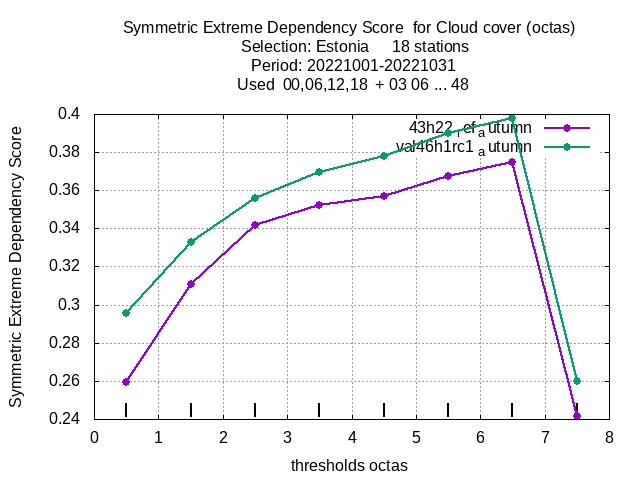 Symmetric Extreme Dependency Score for Cloud cover (octas)
Selection: Estonia 18 stations
Period: 20221001-20221031
Used 00,06,12,18 + 03 06 ... 48
Symmetric Extreme Dependency Score
0.4
0.38
0.36
0.34
0.32
0.3
0.28
0.26
0.24
43h22_ref_autumn
val46h1rc1_autumn
0 1 2 3 4 5 6 7 8
thresholds octas